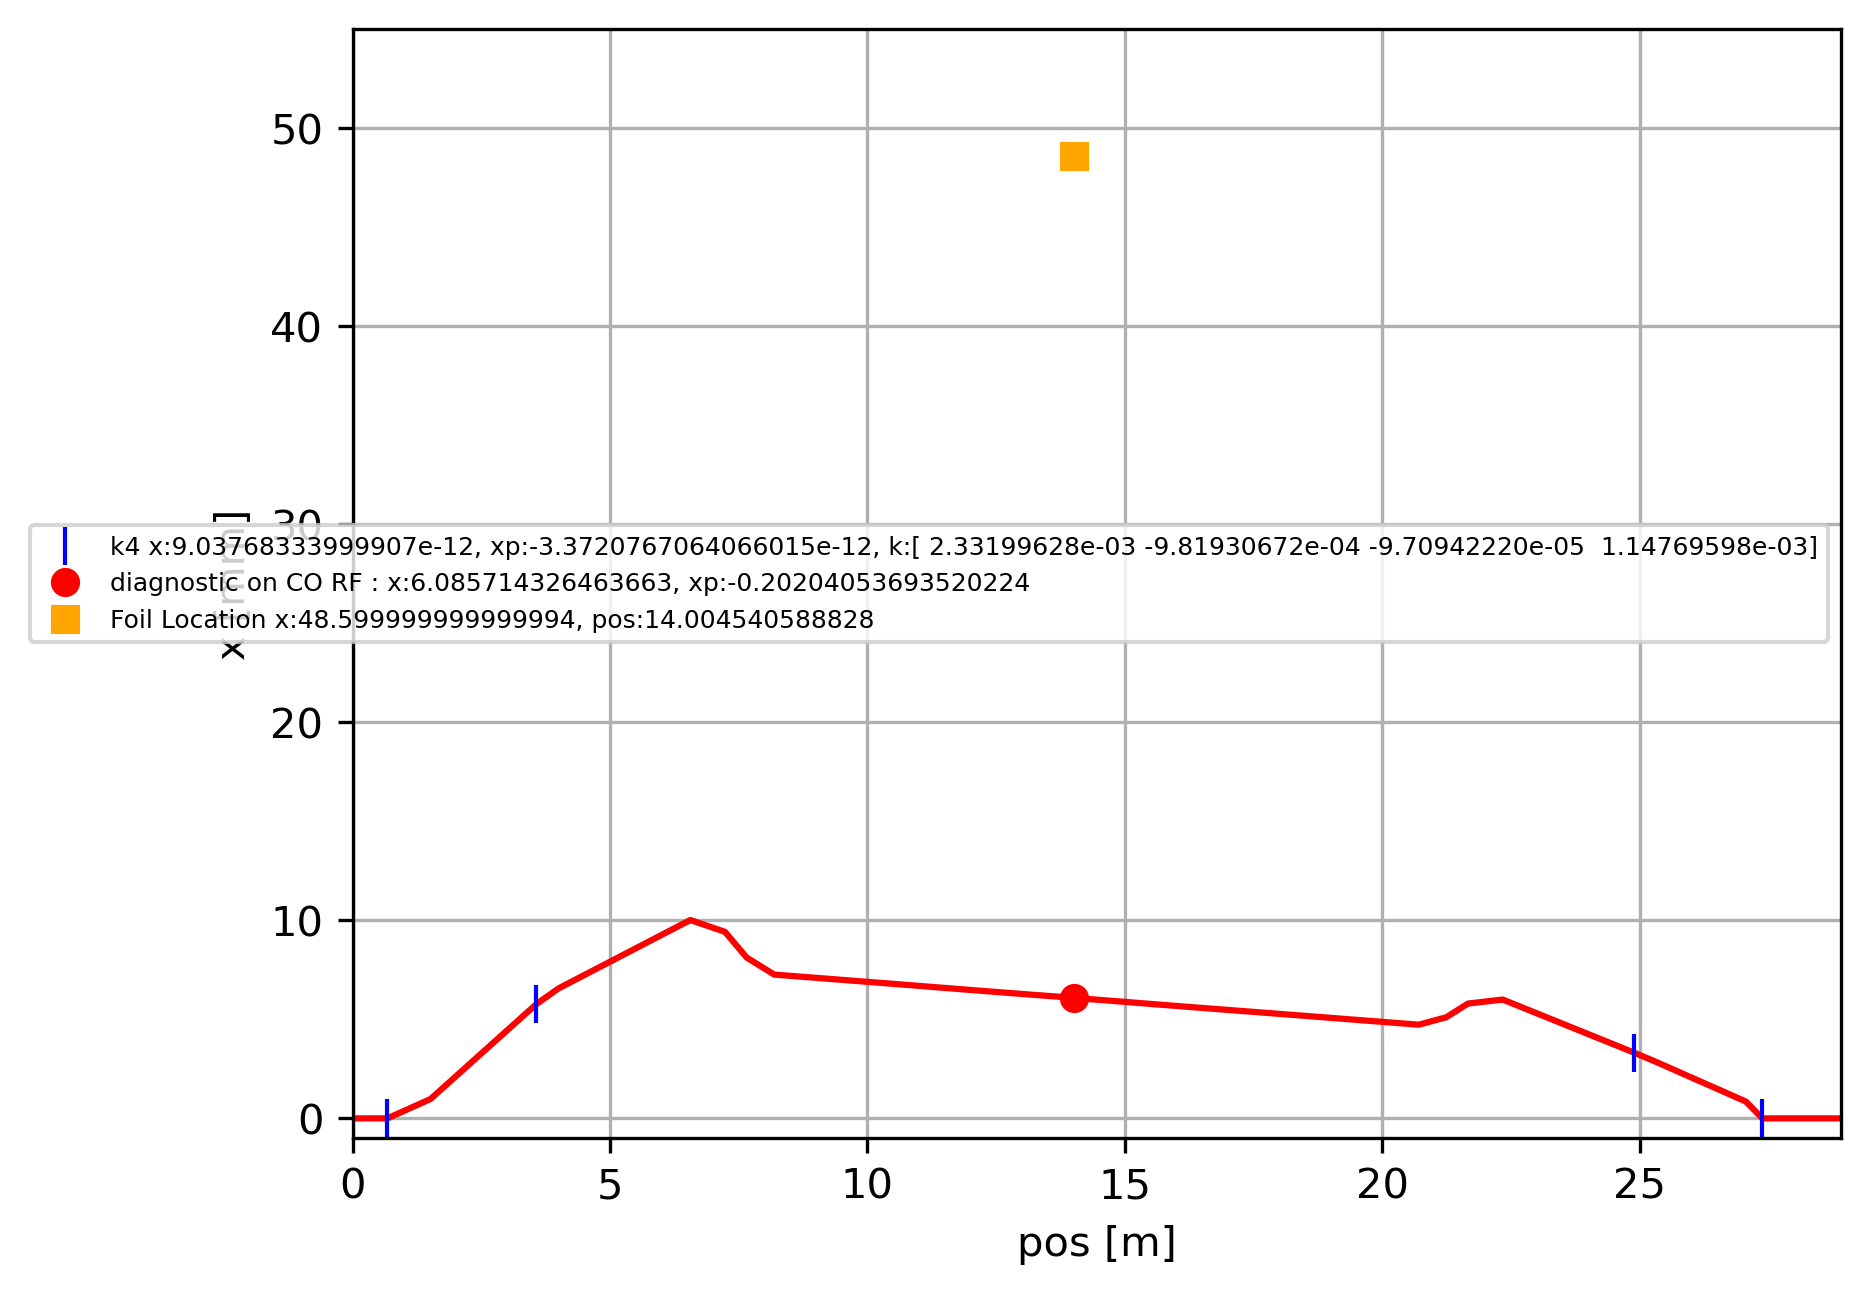 50
40
30
20
10
0
x [mm]
k4 x:9.03768333999907e-12, xp:-3.3720767064066015e-12, k:[ 2.33199628e-03 -9.81930672e-04 -9.70942220e-05  1.14769598e-03]
diagnostic on CO RF : x:6.085714326463663, xp:-0.20204053693520224
Foil Location x:48.599999999999994, pos:14.004540588828
0 5 10 15 20 25
pos [m]